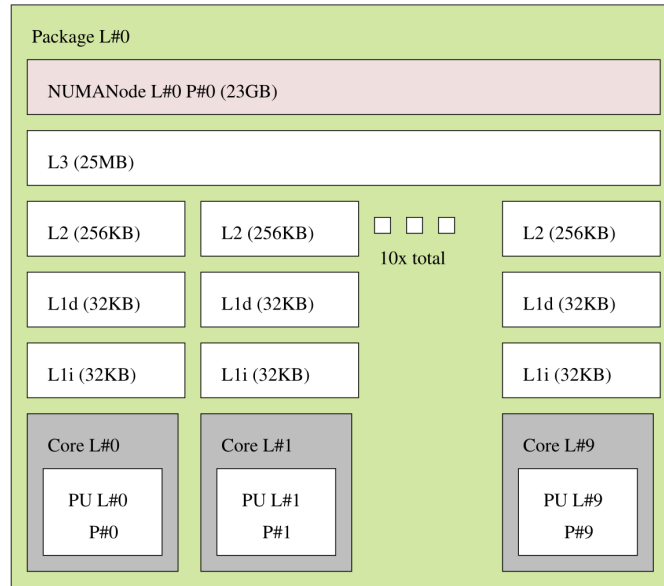 Package L#0
NUMANode L#0 P#0 (23GB)
L3 (25MB)
L2 (256KB) L2 (256KB) L2 (256KB)
10x total
L1d (32KB) L1d (32KB) L1d (32KB)
L1i (32KB) L1i (32KB) L1i (32KB)
Core L#0 Core L#1 Core L#9
PU L#0 PU L#1 PU L#9
P#0 P#1 P#9